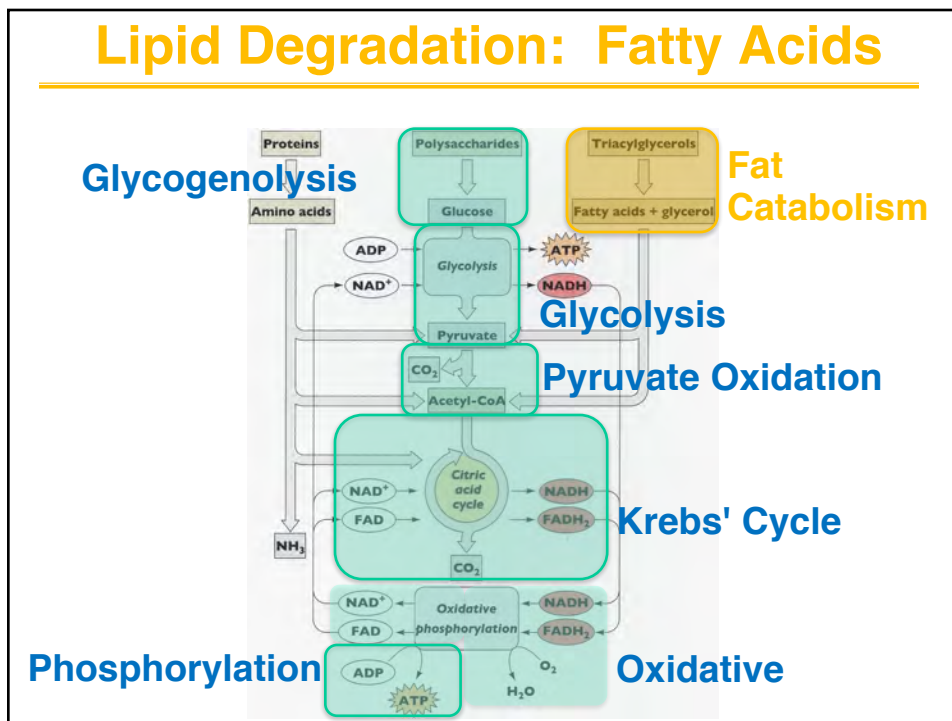 Lipid Degradation: Fatty Acids
Proteins
Polysaccharides
Triacylglycerols
Glycogenolysis
Fat
Catabolism
Amino acids
Glucose
Fatty acids + glycerol
ADP
Glycolysis
ATP
NAD⁺
NADH
Glycolysis
Pyruvate
CO₂
Pyruvate Oxidation
Acetyl-CoA
NAD⁺
Citric
acid
cycle
NADH
FAD
FADH₂
Krebs' Cycle
NH₃
CO₂
NAD⁺
Oxidative
phosphorylation
NADH
FAD
FADH₂
Phosphorylation
ADP
ATP
H₂O
O₂
Oxidative